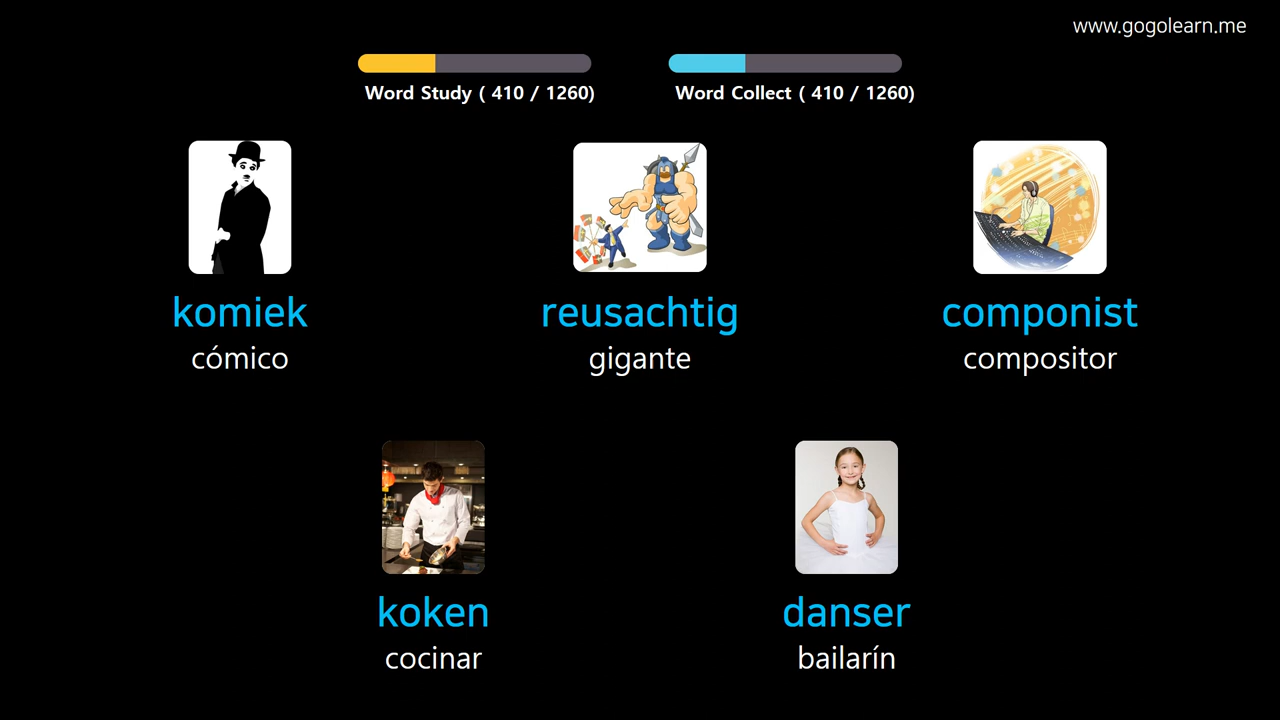 www.gogolearn.me
Word Study ( 410 / 1260)
Word Collect ( 410 / 1260)
komiek
cómico
reusachtig
gigante
componist
compositor
koken
cocinar
danser
bailarín